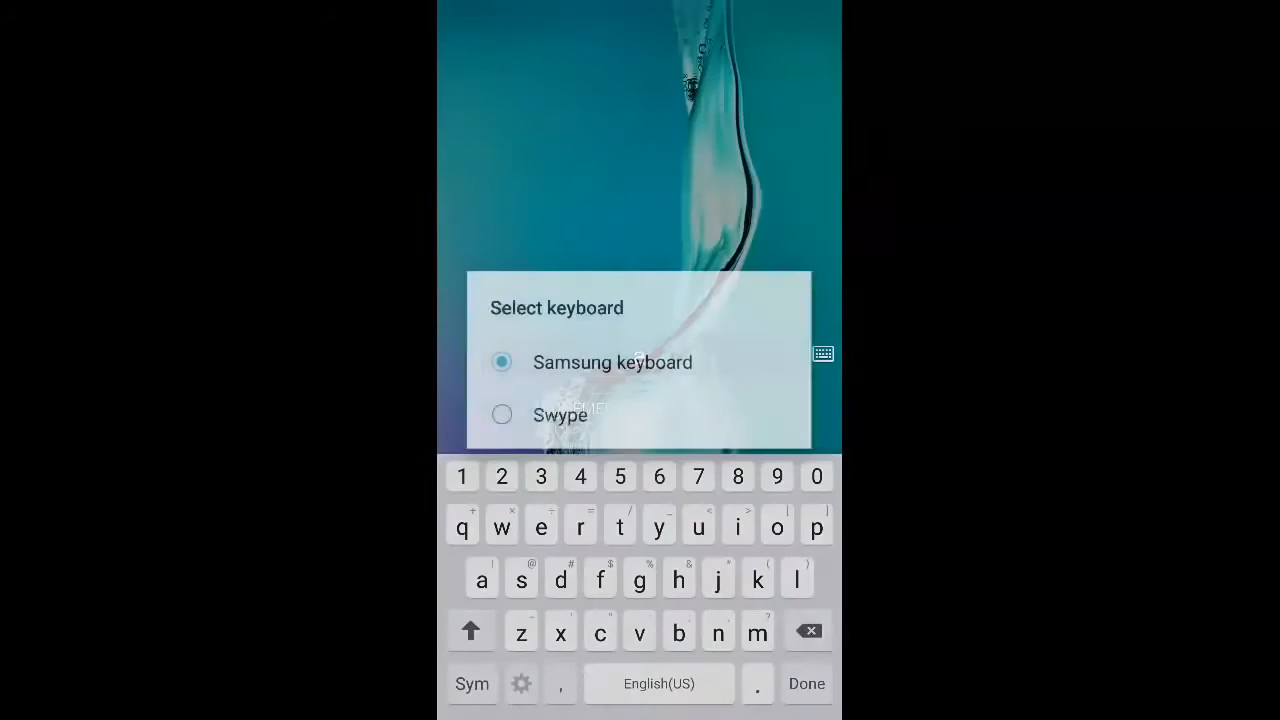 Select keyboard
Samsung keyboard
Swype
1 2 3 4 5 6 7 8 9 0
+ × ÷ = / _ < > [ ]
q w e r t y u i o p
! @ # $ % & * ( )
a s d f g h j k l
- ' " : ; , ?
z x c v b n m
Sym , English(US) . Done